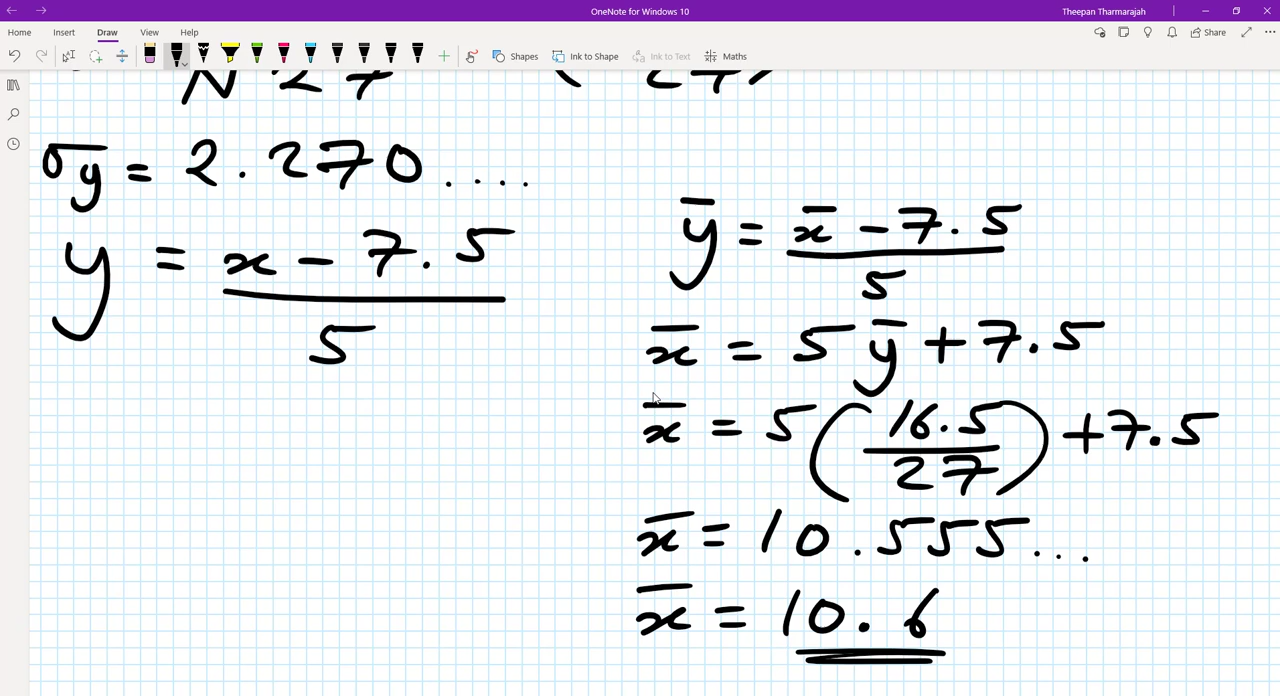 OneNote for Windows 10
Theepan Tharmarajah
Home Insert Draw View Help
Share
Shapes Ink to Shape Ink to Text Maths
N 27 ( 27 )
σy = 2.270....
y = x - 7.5 / 5
ȳ = x̄ - 7.5 / 5
x̄ = 5ȳ + 7.5
x̄ = 5(16.5 / 27) + 7.5
x̄ = 10.555...
x̄ = 10.6